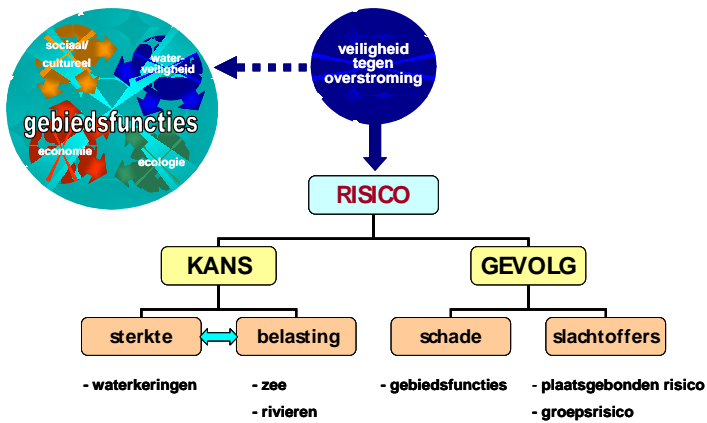 sociaal/
cultureel
water-
veiligheid
gebiedsfuncties
economie
ecologie
veiligheid
tegen
overstroming
RISICO
KANS
GEVOLG
sterkte
belasting
schade
slachtoffers
- waterkeringen
- zee
- rivieren
- gebiedsfuncties
- plaatsgebonden risico
- groepsrisico